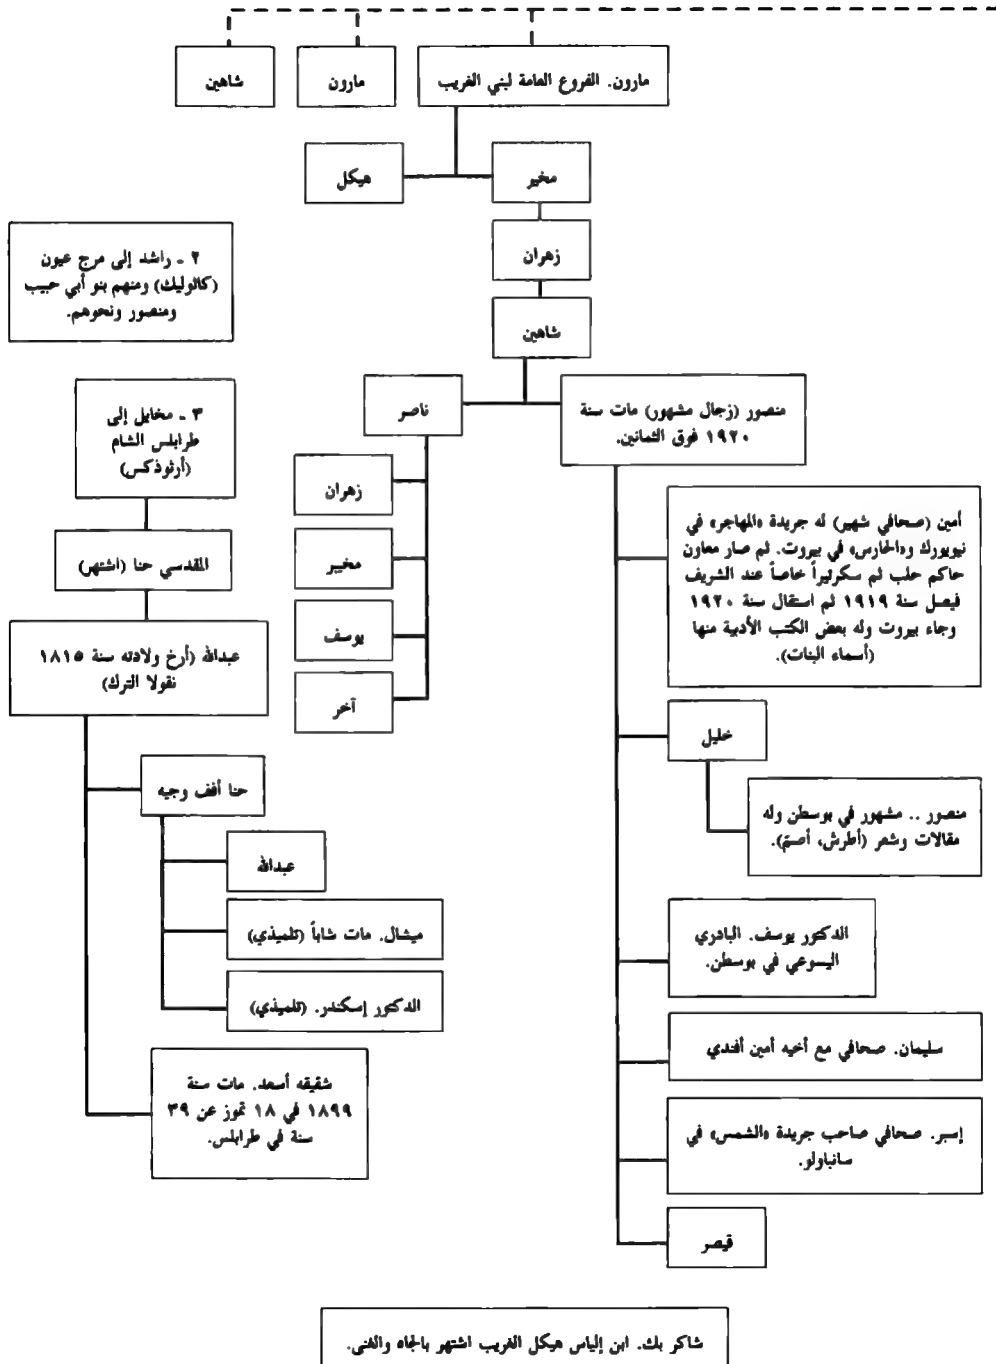 مارون. الفروع العامة لبني الغريب
مارون
شاهين
مخير
هيكل
زهران
شاهين
منصور (زجال مشهور) مات سنة
١٩٢٠ فوق الثمانين.
ناصر
زهران
مخيبر
يوسف
آخر
أمين (صحافي شهير) له جريدة «المهاجر» في
نيويورك و«الحارس» في بيروت. ثم صار معاون
حاكم حلب ثم سكرتيراً خاصاً عند الشريف
فيصل سنة ١٩١٩ ثم استقال سنة ١٩٢٠
وجاء بيروت وله بعض الكتب الأدبية منها
(أسماء البنات).
خليل
منصور .. مشهور في بوسطن وله
مقالات وشعر (أطرش، أصمّ).
الدكتور يوسف. البادري
اليسوعي في بوسطن.
سليمان. صحافي مع أخيه أمين أفندي
إسبر. صحافي صاحب جريدة «الشمس» في
سانباولو.
قيصر
٢ ـ راشد إلى مرج عيون
(كاثوليك) ومنهم بنو أبي حبيب
ومنصور ونحوهم.
٣ ـ مخايل إلى
طرابلس الشام
(أرثوذكس)
المقدسي حنا (اشتهر)
عبدالله (أرخ ولادته سنة ١٨١٥
نقولا الترك)
حنا أفف وجيه
عبدالله
ميشال. مات شاباً (تلميذي)
الدكتور إسكندر. (تلميذي)
شقيقه أسعد. مات سنة
١٨٩٩ في ١٨ تموز عن ٣٩
سنة في طرابلس.
شاكر بك. ابن إلياس هيكل الغريب اشتهر بالجاه والغنى.